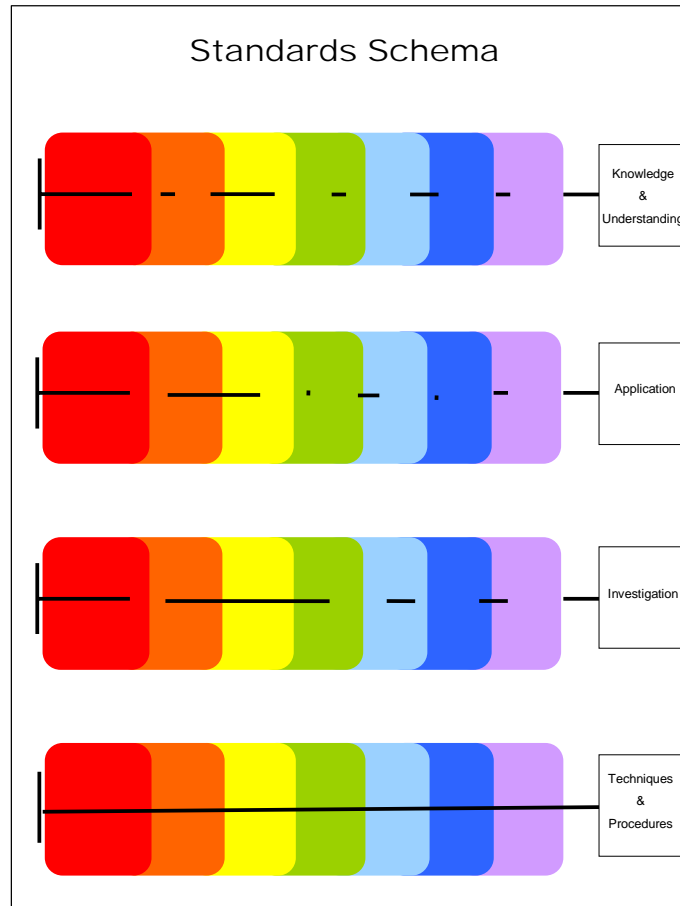 Standards Schema
Knowledge
&
Understanding
Application
Investigation
Techniques
&
Procedures